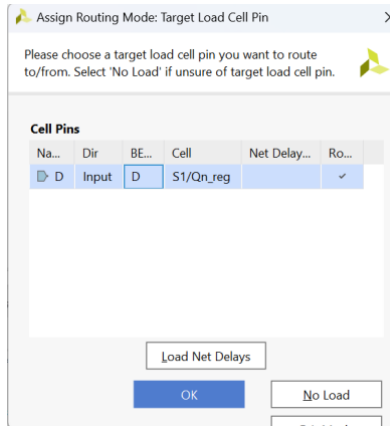 Assign Routing Mode: Target Load Cell Pin
Please choose a target load cell pin you want to route
to/from. Select 'No Load' if unsure of target load cell pin.
Cell Pins
Na... Dir BE... Cell Net Delay... Ro...
D Input D S1/Qn_reg
Load Net Delays
OK No Load